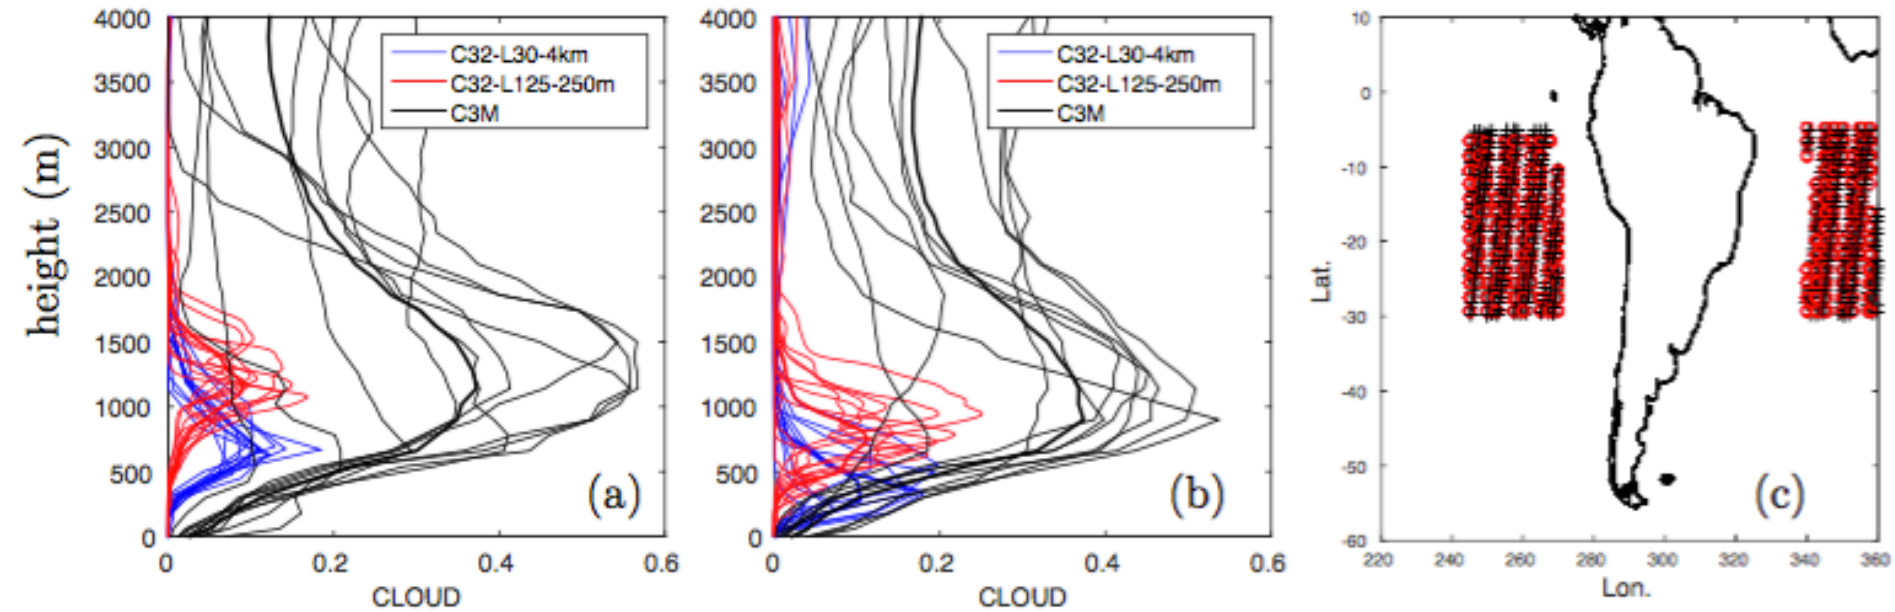 height (m)
4000
3500
3000
2500
2000
1500
1000
500
0
0 0.2 0.4 0.6
CLOUD
C32-L30-4km
C32-L125-250m
C3M
(a)
4000
3500
3000
2500
2000
1500
1000
500
0
0 0.2 0.4 0.6
CLOUD
C32-L30-4km
C32-L125-250m
C3M
(b)
Lat.
10
0
-10
-20
-30
-40
-50
-60
220 240 260 280 300 320 340 360
Lon.
(c)